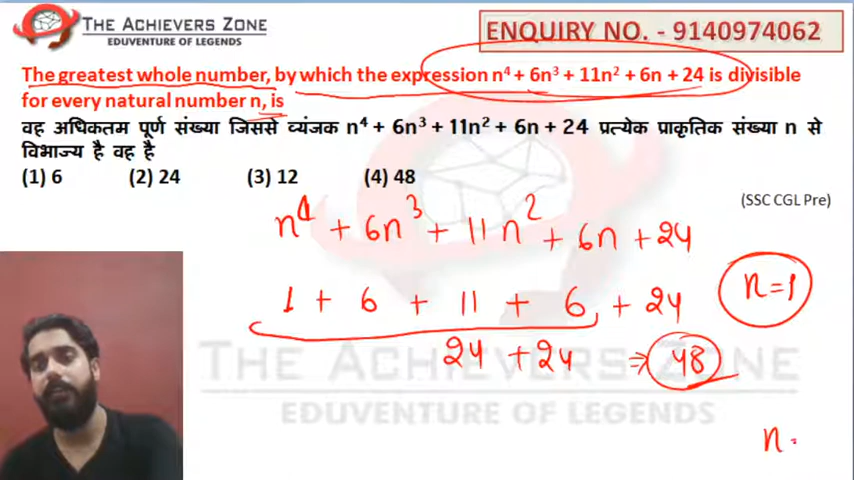 THE ACHIEVERS ZONE
EDUVENTURE OF LEGENDS
ENQUIRY NO. - 9140974062
The greatest whole number, by which the expression n⁴ + 6n³ + 11n² + 6n + 24 is divisible
for every natural number n, is
वह अधिकतम पूर्ण संख्या जिससे व्यंजक n⁴ + 6n³ + 11n² + 6n + 24 प्रत्येक प्राकृतिक संख्या n से
विभाज्य है वह है
(1) 6 (2) 24 (3) 12 (4) 48
(SSC CGL Pre)
n⁴ + 6n³ + 11n² + 6n + 24
n=1
1 + 6 + 11 + 6 + 24
THE ACHIEVERS ZONE
24 + 24 ⇒ 48
EDUVENTURE OF LEGENDS
n